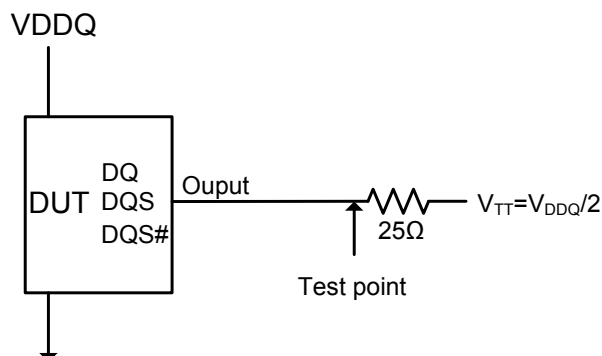 VDDQ
DUT
DQ
DQS
DQS#
Ouput
25Ω
VTT=VDDQ/2
Test point